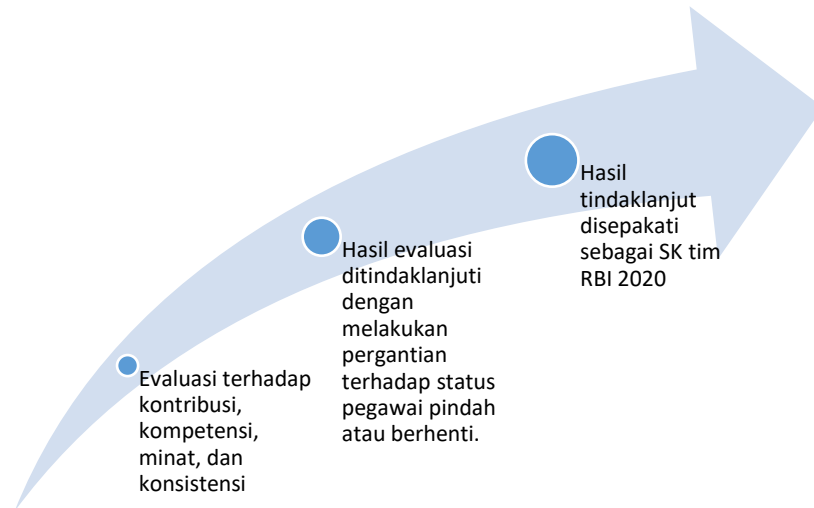 Evaluasi terhadap
kontribusi,
kompetensi,
minat, dan
konsistensi
Hasil evaluasi
ditindaklanjuti
dengan
melakukan
pergantian
terhadap status
pegawai pindah
atau berhenti.
Hasil
tindaklanjut
disepakati
sebagai SK tim
RBI 2020